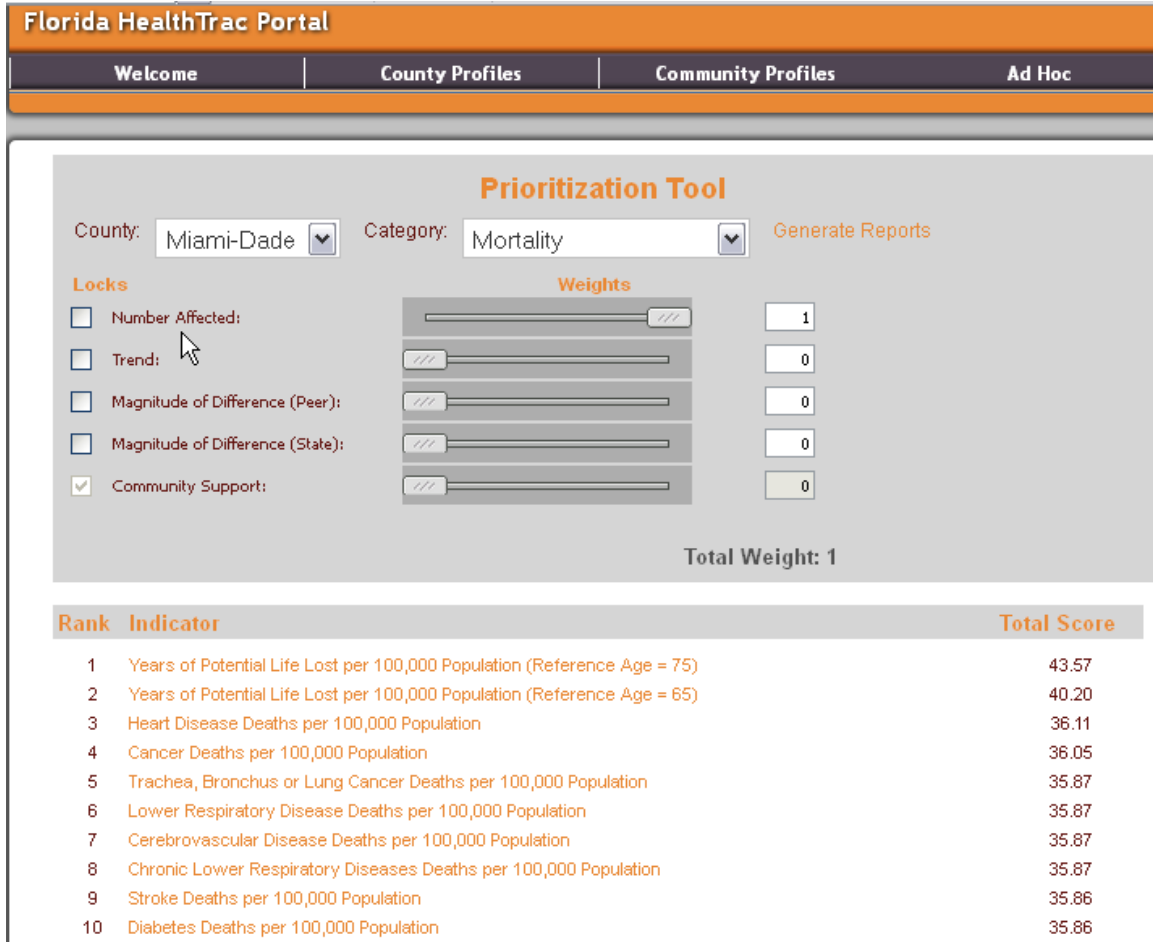 Florida HealthTrac Portal
Welcome County Profiles Community Profiles Ad Hoc
Prioritization Tool
County: Miami-Dade Category: Mortality Generate Reports
Locks Weights
Number Affected: 1
Trend: 0
Magnitude of Difference (Peer): 0
Magnitude of Difference (State): 0
Community Support: 0
Total Weight: 1
Rank Indicator Total Score
1 Years of Potential Life Lost per 100,000 Population (Reference Age = 75) 43.57
2 Years of Potential Life Lost per 100,000 Population (Reference Age = 65) 40.20
3 Heart Disease Deaths per 100,000 Population 36.11
4 Cancer Deaths per 100,000 Population 36.05
5 Trachea, Bronchus or Lung Cancer Deaths per 100,000 Population 35.87
6 Lower Respiratory Disease Deaths per 100,000 Population 35.87
7 Cerebrovascular Disease Deaths per 100,000 Population 35.87
8 Chronic Lower Respiratory Diseases Deaths per 100,000 Population 35.87
9 Stroke Deaths per 100,000 Population 35.86
10 Diabetes Deaths per 100,000 Population 35.86